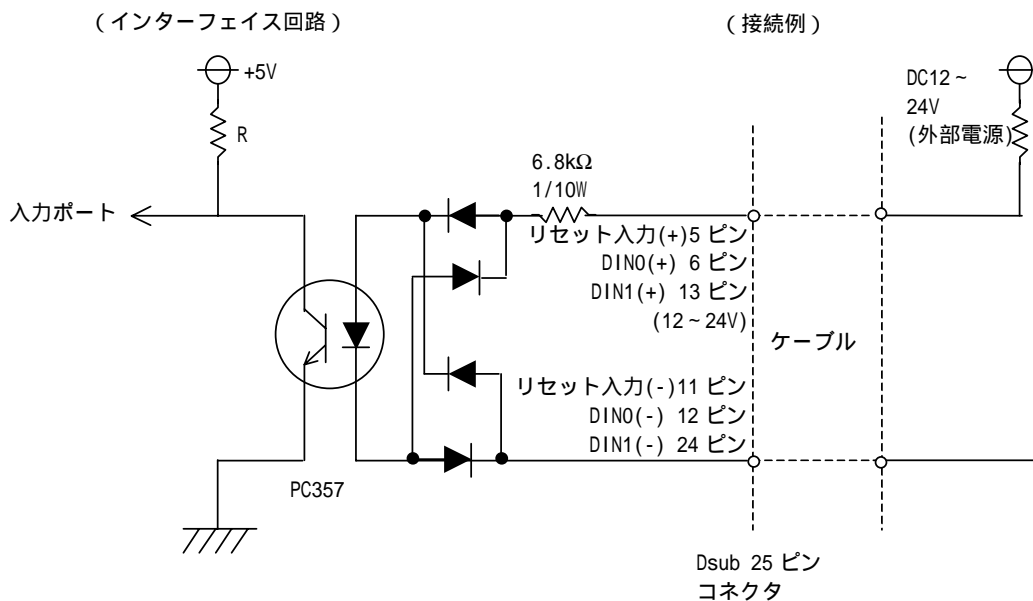 (インターフェイス回路)
(接続例)
+5V
R
入力ポート
PC357
6.8kΩ
1/10W
リセット入力(+)5 ピン
DIN0(+) 6 ピン
DIN1(+) 13 ピン
(12~24V)
リセット入力(-)11 ピン
DIN0(-) 12 ピン
DIN1(-) 24 ピン
ケーブル
DC12~
24V
(外部電源)
Dsub 25 ピン
コネクタ